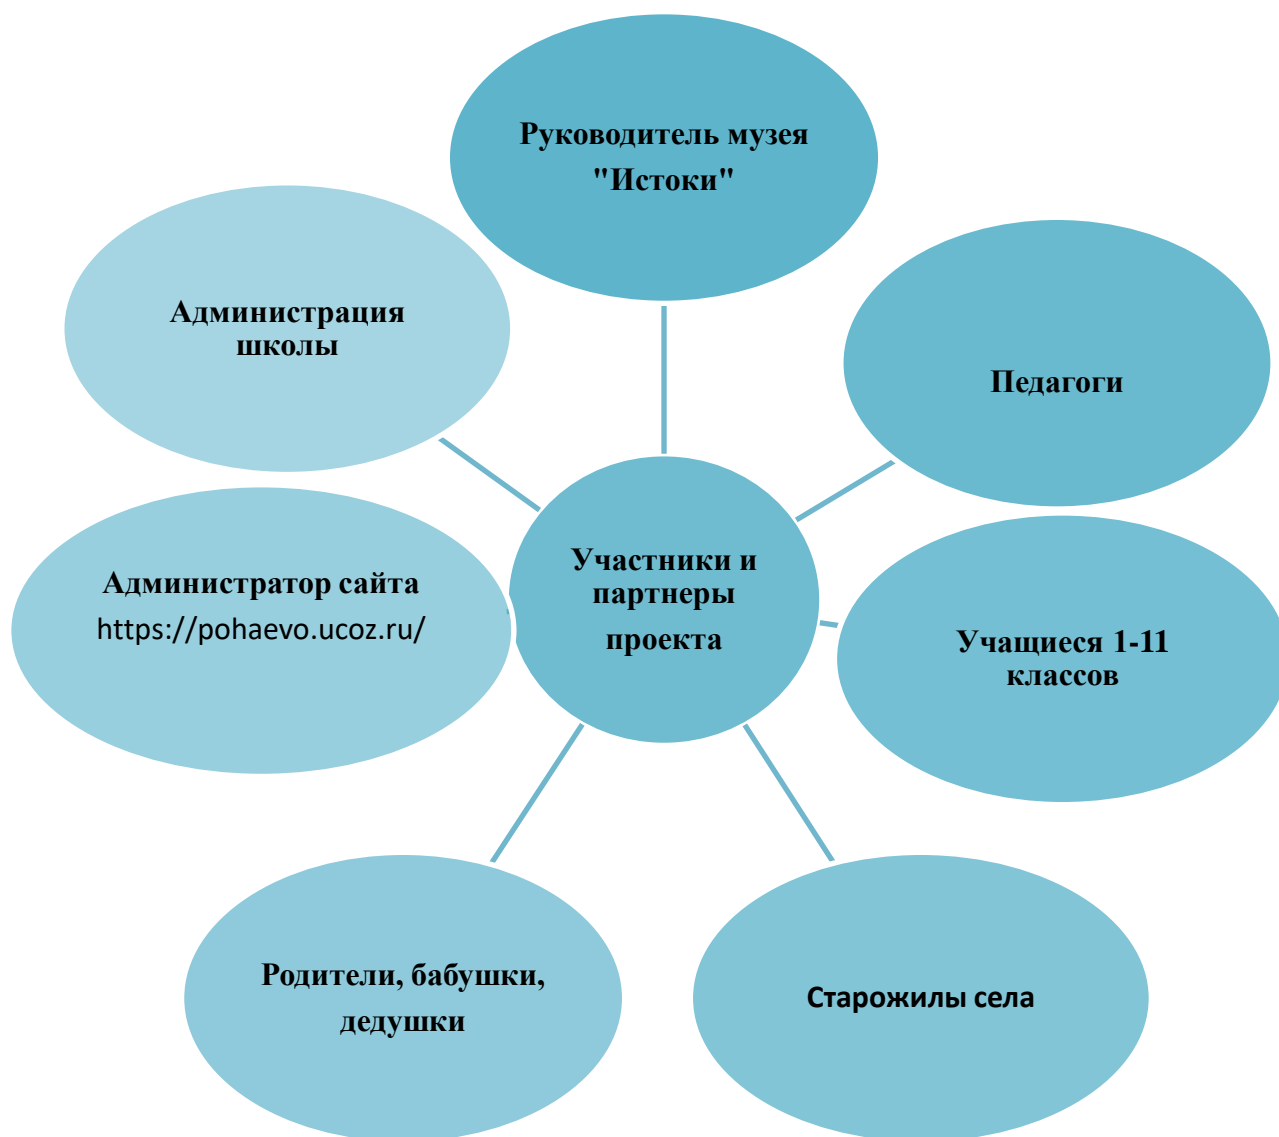 Руководитель музея
"Истоки"
Администрация
школы
Педагоги
Администратор сайта
https://pohaevo.ucoz.ru/
Участники и
партнеры
проекта
Учащиеся 1-11
классов
Родители, бабушки,
дедушки
Старожилы села